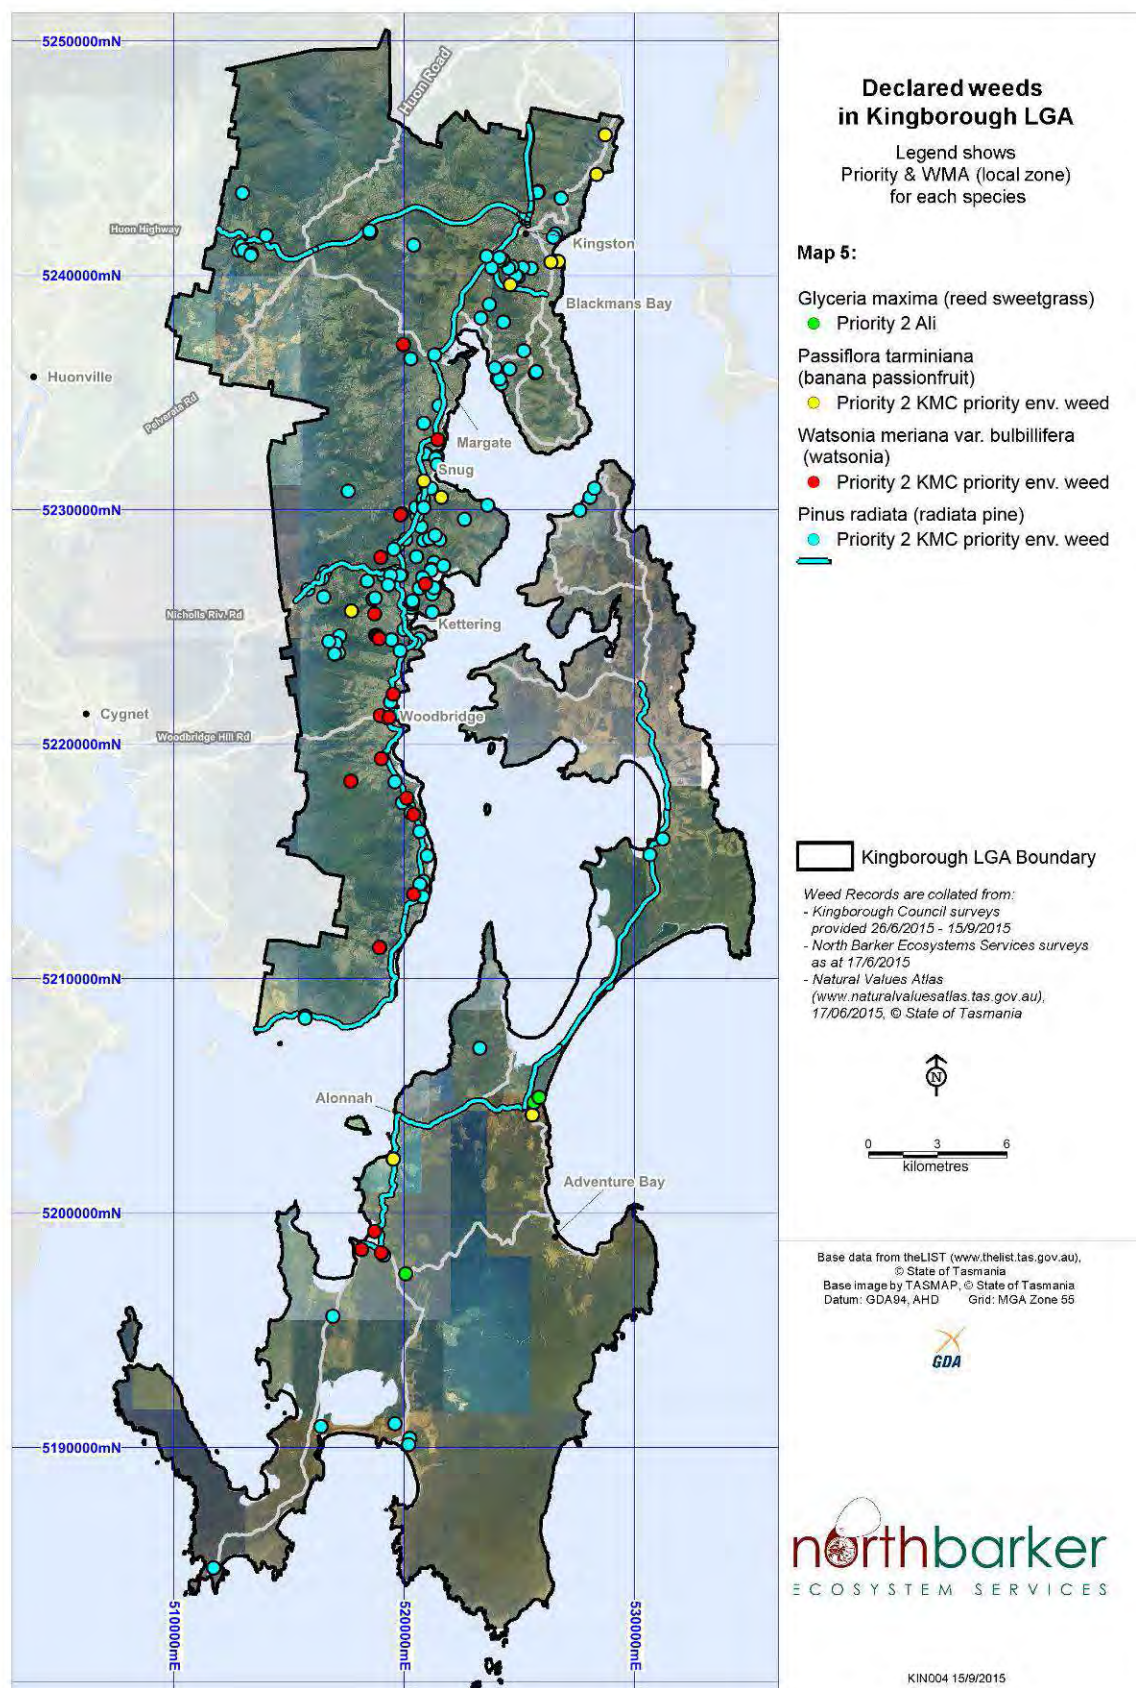 5250000mN
5240000mN
5230000mN
5220000mN
5210000mN
5200000mN
5190000mN
510000mE
520000mE
530000mE
Huon Road
Huon Highway
Kingston
Blackmans Bay
Huonville
Pelverata Rd
Margate
Snug
Nicholls Riv. Rd
Kettering
Cygnet
Woodbridge
Woodbridge Hill Rd
Alonnah
Adventure Bay
Declared weeds
in Kingborough LGA
Legend shows
Priority & WMA (local zone)
for each species
Map 5:
Glyceria maxima (reed sweetgrass)
Priority 2 Ali
Passiflora tarminiana
(banana passionfruit)
Priority 2 KMC priority env. weed
Watsonia meriana var. bulbillifera
(watsonia)
Priority 2 KMC priority env. weed
Pinus radiata (radiata pine)
Priority 2 KMC priority env. weed
Kingborough LGA Boundary
Weed Records are collated from:
- Kingborough Council surveys
provided 26/6/2015 - 15/9/2015
- North Barker Ecosystems Services surveys
as at 17/6/2015
- Natural Values Atlas
(www.naturalvaluesatlas.tas.gov.au),
17/06/2015, © State of Tasmania
N
0 3 6
kilometres
Base data from theLIST (www.thelist.tas.gov.au),
© State of Tasmania
Base image by TASMAP, © State of Tasmania
Datum: GDA94, AHD Grid: MGA Zone 55
GDA
northbarker
ECOSYSTEM SERVICES
KIN004 15/9/2015